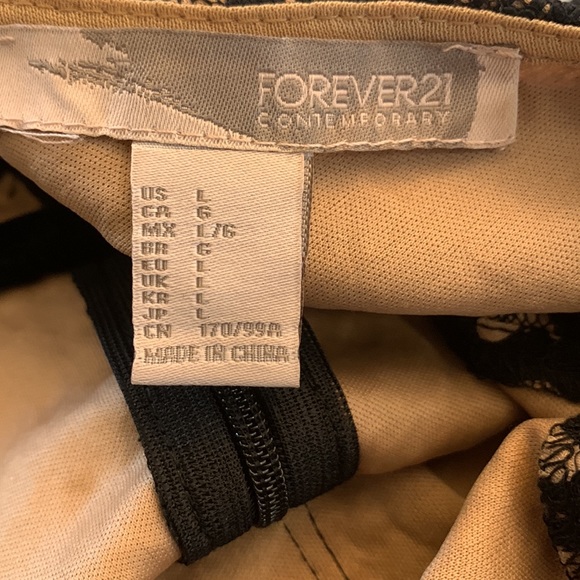 FOREVER21
CONTEMPORARY
US L
CA G
MX L/G
BR G
EU L
UK L
KR L
JP L
CN 170/99A
MADE IN CHINA